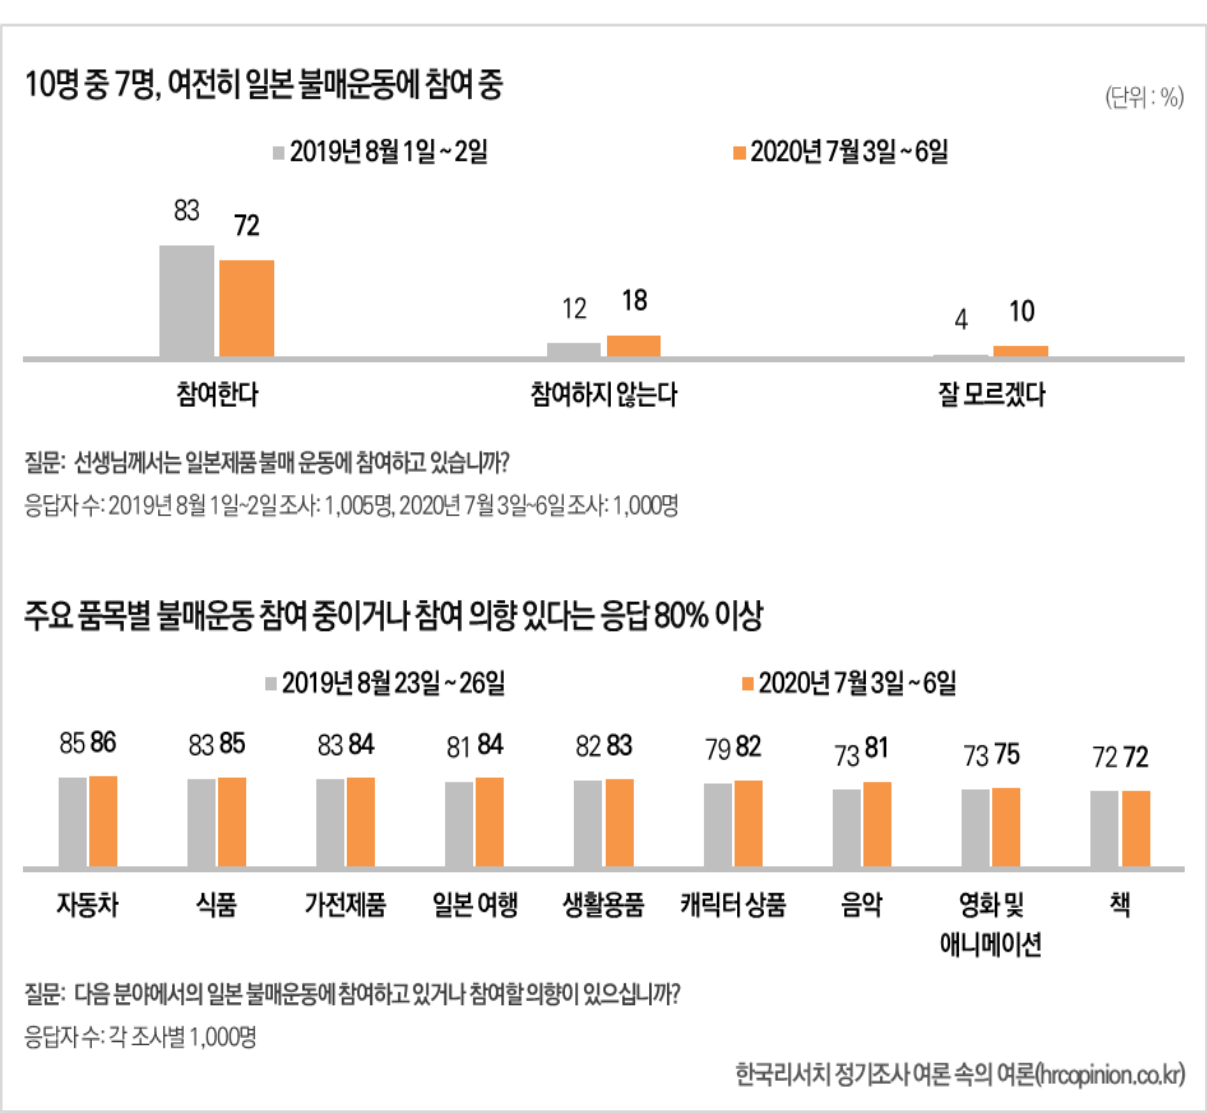 10명 중 7명, 여전히 일본 불매운동에 참여 중
(단위 : %)
2019년 8월 1일 ~ 2일 2020년 7월 3일 ~ 6일
83 72 12 18 4 10
참여한다 참여하지 않는다 잘 모르겠다
질문: 선생님께서는 일본제품 불매 운동에 참여하고 있습니까?
응답자 수: 2019년 8월 1일~2일 조사: 1,005명, 2020년 7월 3일~6일 조사: 1,000명
주요 품목별 불매운동 참여 중이거나 참여 의향 있다는 응답 80% 이상
2019년 8월 23일 ~ 26일 2020년 7월 3일 ~ 6일
85 86 83 85 83 84 81 84 82 83 79 82 73 81 73 75 72 72
자동차 식품 가전제품 일본 여행 생활용품 캐릭터 상품 음악 영화 및 책
애니메이션
질문: 다음 분야에서의 일본 불매운동에 참여하고 있거나 참여할 의향이 있으십니까?
응답자 수: 각 조사별 1,000명
한국리서치 정기조사 여론 속의 여론(hrcopinion.co.kr)